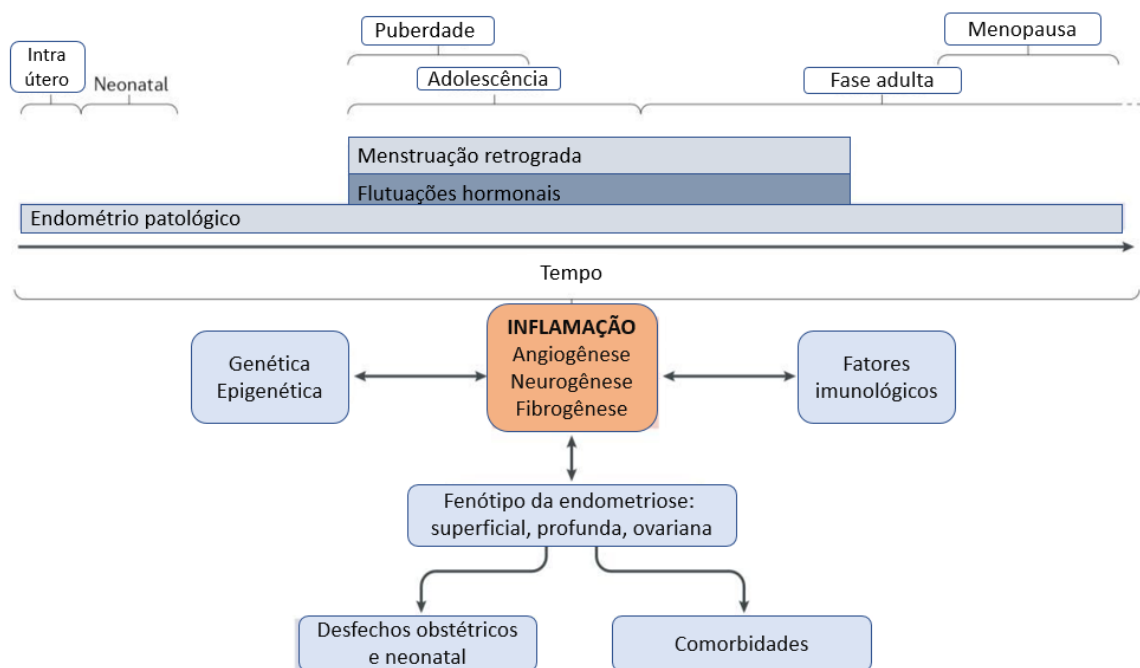 Puberdade
Menopausa
Intra
útero
Neonatal
Adolescência
Fase adulta
Menstruação retrograda
Flutuações hormonais
Endométrio patológico
Tempo
INFLAMAÇÃO
Angiogênese
Neurogênese
Fibrogênese
Genética
Epigenética
Fatores
imunológicos
Fenótipo da endometriose:
superficial, profunda, ovariana
Desfechos obstétricos
e neonatal
Comorbidades